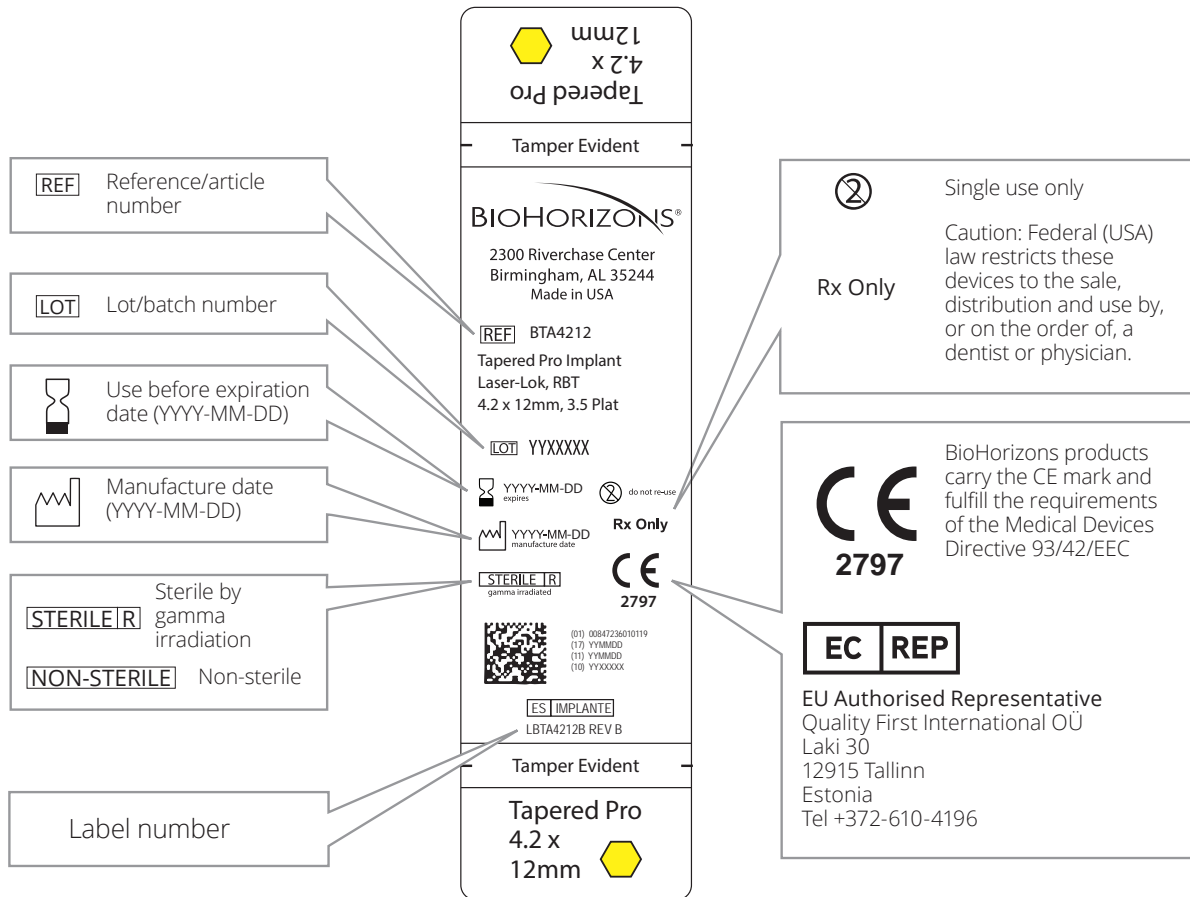 Tapered Pro
4.2 x
12mm
Tamper Evident
BIOHORIZONS®
2300 Riverchase Center
Birmingham, AL 35244
Made in USA
REF BTA4212
Tapered Pro Implant
Laser-Lok, RBT
4.2 x 12mm, 3.5 Plat
LOT YYXXXXX
YYYY-MM-DD
expires
2 do not re-use
Rx Only
YYYY-MM-DD
manufacture date
STERILE R
gamma irradiated
CE
2797
(01) 00847236010119
(17) YYMMDD
(11) YYMMDD
(10) YYXXXXX
ES IMPLANTE
LBTA4212B REV B
Tamper Evident
Tapered Pro
4.2 x
12mm
REF Reference/article
number
LOT Lot/batch number
Use before expiration
date (YYYY-MM-DD)
Manufacture date
(YYYY-MM-DD)
STERILE R Sterile by
gamma
irradiation
NON-STERILE Non-sterile
Label number
2 Single use only
Rx Only
Caution: Federal (USA)
law restricts these
devices to the sale,
distribution and use by,
or on the order of, a
dentist or physician.
CE
2797
BioHorizons products
carry the CE mark and
fulfill the requirements
of the Medical Devices
Directive 93/42/EEC
EC REP
EU Authorised Representative
Quality First International OÜ
Laki 30
12915 Tallinn
Estonia
Tel +372-610-4196